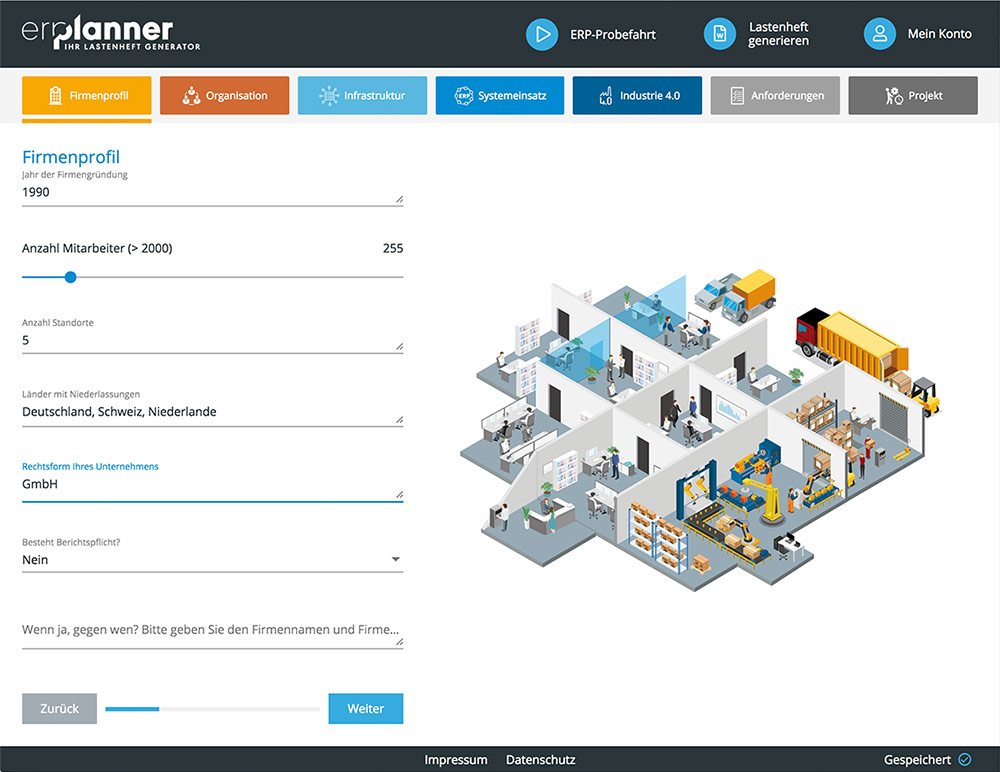 erplanner
IHR LASTENHEFT GENERATOR
ERP-Probefahrt
Lastenheft
generieren
Mein Konto
Firmenprofil
Organisation
Infrastruktur
ERP
Systemeinsatz
Industrie 4.0
Anforderungen
Projekt
Firmenprofil
Jahr der Firmengründung
1990
Anzahl Mitarbeiter (> 2000)
255
Anzahl Standorte
5
Länder mit Niederlassungen
Deutschland, Schweiz, Niederlande
Rechtsform Ihres Unternehmens
GmbH
Besteht Berichtspflicht?
Nein
Wenn ja, gegen wen? Bitte geben Sie den Firmennamen und Firme...
Zurück
Weiter
Impressum
Datenschutz
Gespeichert